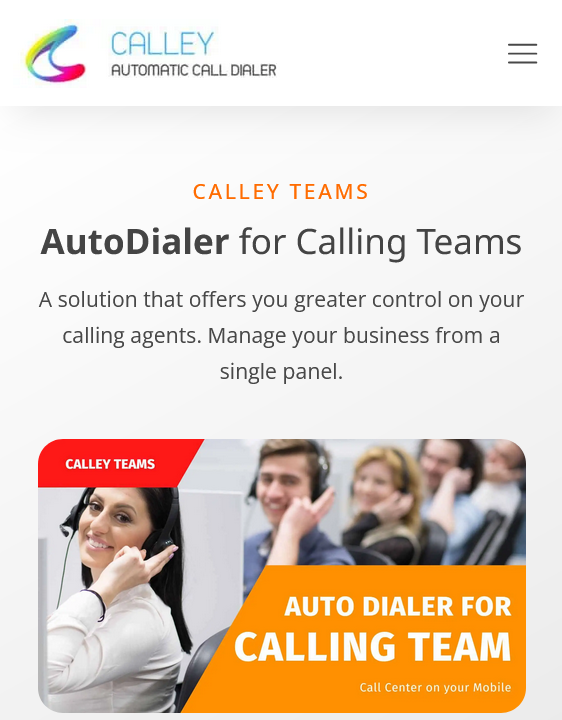 CALLEY
AUTOMATIC CALL DIALER
CALLEY TEAMS
AutoDialer for Calling Teams
A solution that offers you greater control on your
calling agents. Manage your business from a
single panel.
CALLEY TEAMS
AUTO DIALER FOR
CALLING TEAM
Call Center on your Mobile